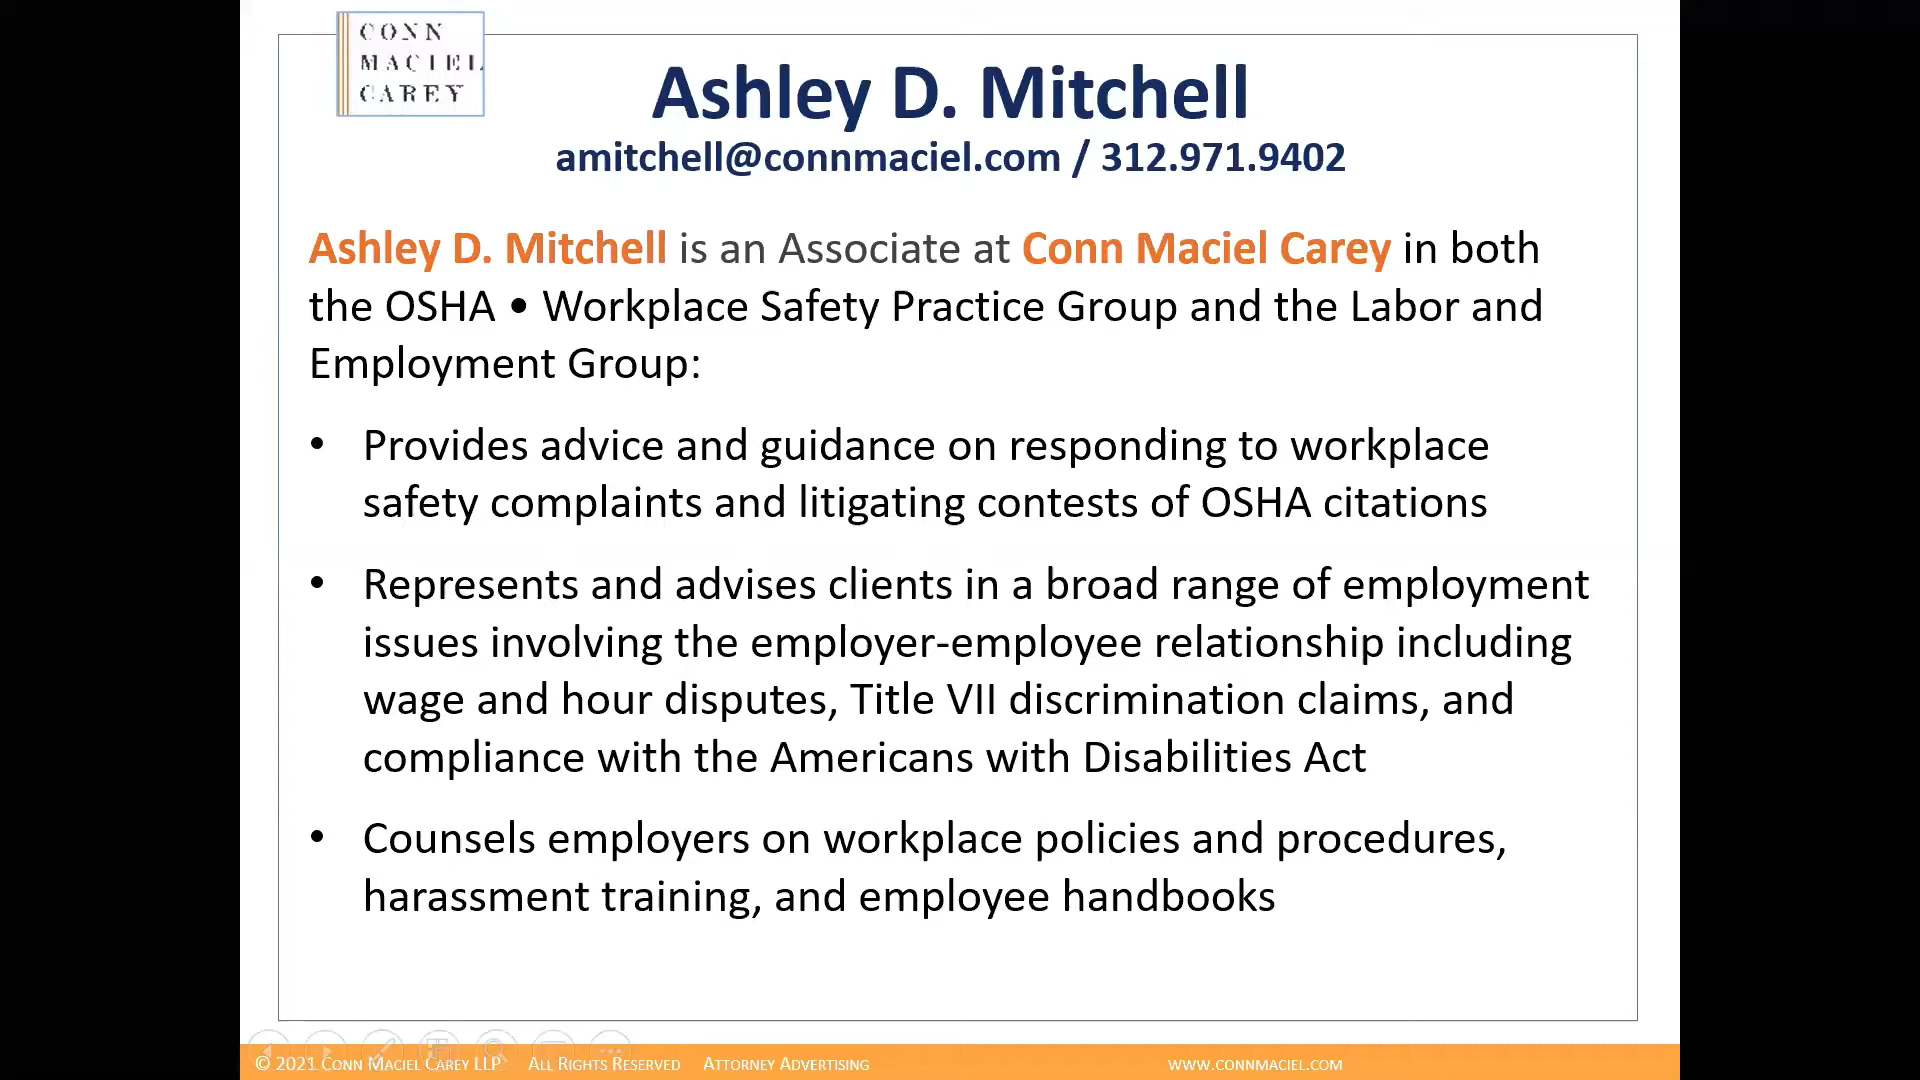 CONN
MACIEL
CAREY
Ashley D. Mitchell
amitchell@connmaciel.com / 312.971.9402
Ashley D. Mitchell is an Associate at Conn Maciel Carey in both
the OSHA • Workplace Safety Practice Group and the Labor and
Employment Group:
• Provides advice and guidance on responding to workplace
safety complaints and litigating contests of OSHA citations
• Represents and advises clients in a broad range of employment
issues involving the employer-employee relationship including
wage and hour disputes, Title VII discrimination claims, and
compliance with the Americans with Disabilities Act
• Counsels employers on workplace policies and procedures,
harassment training, and employee handbooks
© 2021 CONN MACIEL CAREY LLP ALL RIGHTS RESERVED ATTORNEY ADVERTISING WWW.CONNMACIEL.COM